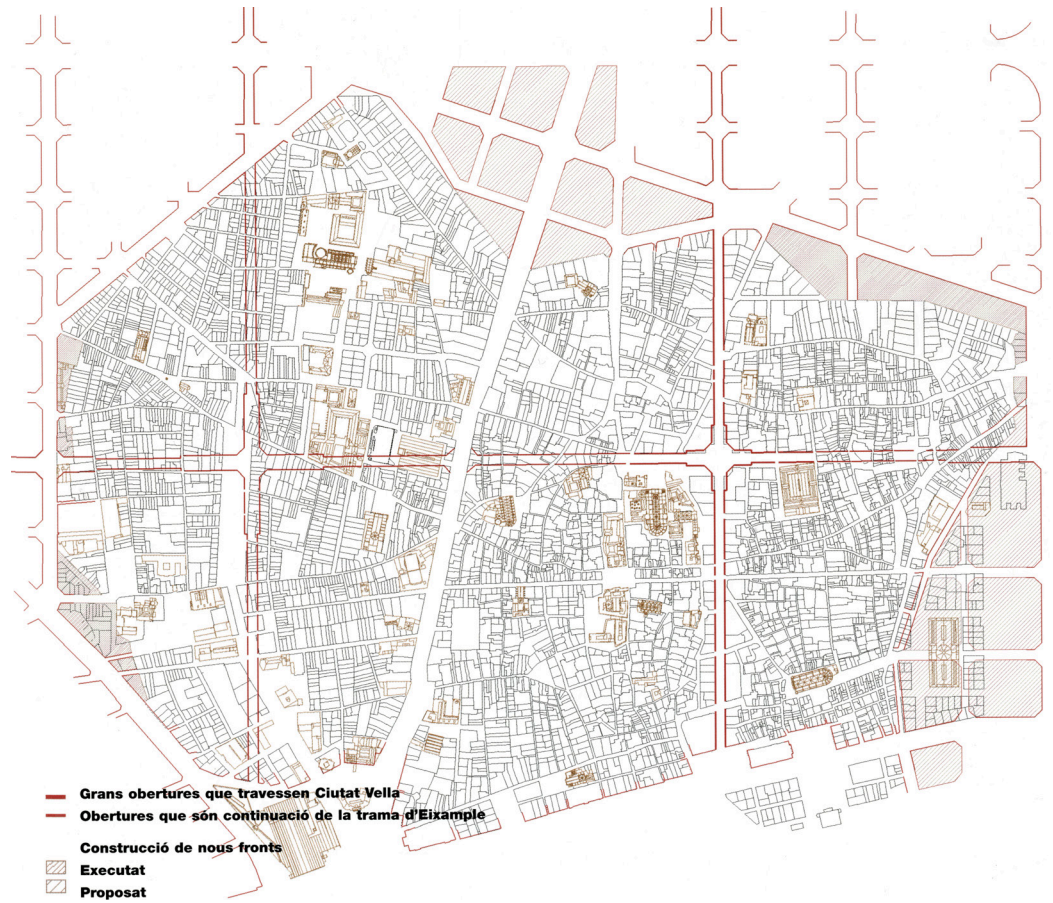 Grans obertures que travessen Ciutat Vella
Obertures que són continuació de la trama d'Eixample
Construcció de nous fronts
Executat
Proposat